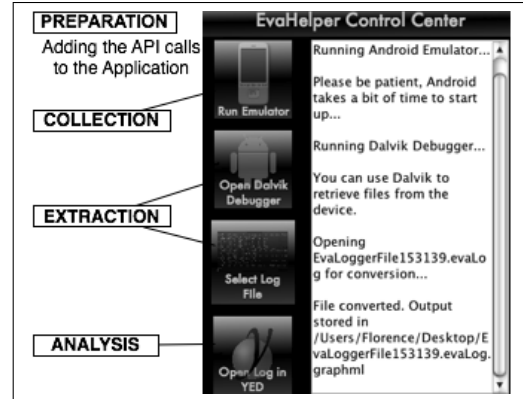 PREPARATION
Adding the API calls
to the Application
COLLECTION
EXTRACTION
ANALYSIS
EvaHelper Control Center
Run Emulator
Open Dalvik
Debugger
Select Log
File
Open Log in
YED
Running Android Emulator...
Please be patient, Android
takes a bit of time to start
up...
Running Dalvik Debugger...
You can use Dalvik to
retrieve files from the
device.
Opening
EvaLoggerFile153139.evaLo
g for conversion...
File converted. Output
stored in
/Users/Florence/Desktop/E
vaLoggerFile153139.evaLog.
graphml